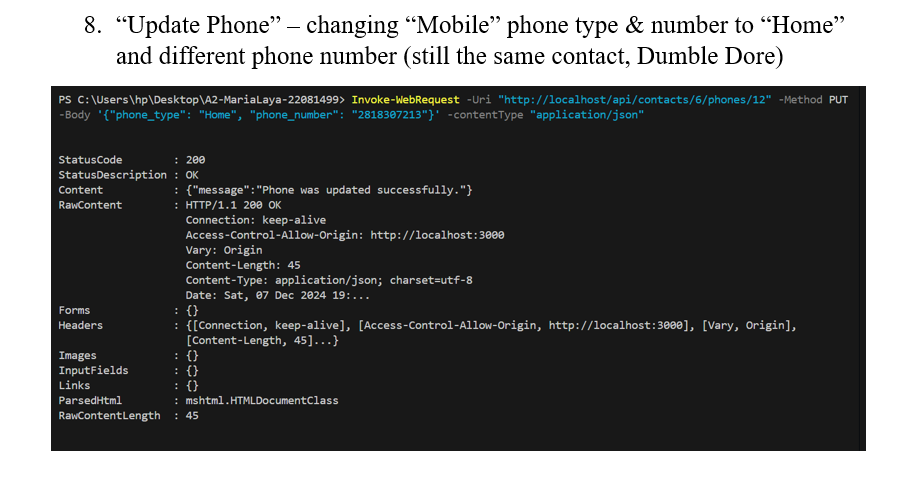 8. “Update Phone” – changing “Mobile” phone type & number to “Home”
and different phone number (still the same contact, Dumble Dore)
PS C:\Users\hp\Desktop\A2-MariaLaya-22081499> Invoke-WebRequest -Uri "http://localhost/api/contacts/6/phones/12" -Method PUT
-Body '{"phone_type": "Home", "phone_number": "2818307213"}' -contentType "application/json"
StatusCode : 200
StatusDescription : OK
Content : {"message":"Phone was updated successfully."}
RawContent : HTTP/1.1 200 OK
Connection: keep-alive
Access-Control-Allow-Origin: http://localhost:3000
Vary: Origin
Content-Length: 45
Content-Type: application/json; charset=utf-8
Date: Sat, 07 Dec 2024 19:...
Forms : {}
Headers : {[Connection, keep-alive], [Access-Control-Allow-Origin, http://localhost:3000], [Vary, Origin],
[Content-Length, 45]...}
Images : {}
InputFields : {}
Links : {}
ParsedHtml : mshtml.HTMLDocumentClass
RawContentLength : 45